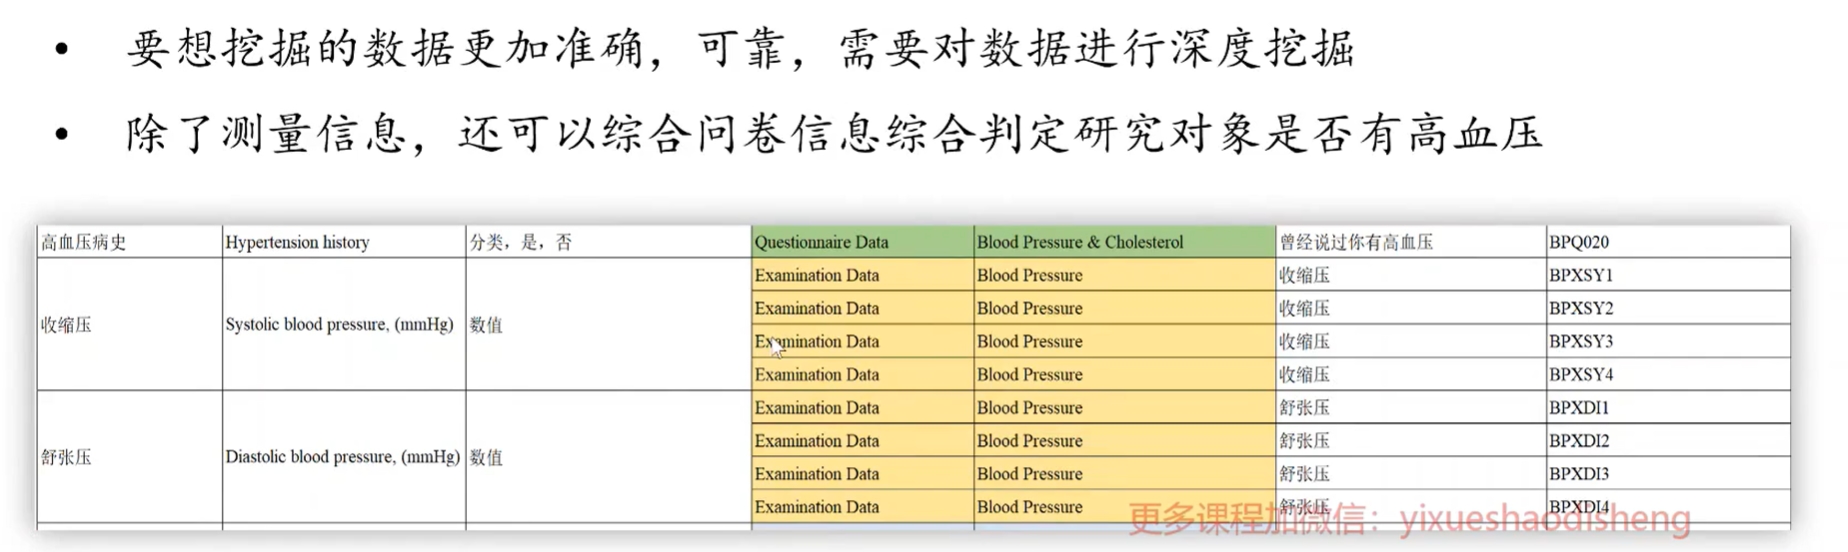 • 要想挖掘的数据更加准确，可靠，需要对数据进行深度挖掘
• 除了测量信息，还可以综合问卷信息综合判定研究对象是否有高血压
高血压病史 Hypertension history 分类，是，否 Questionnaire Data Blood Pressure & Cholesterol 曾经说过你有高血压 BPQ020
Examination Data Blood Pressure 收缩压 BPXSY1
Examination Data Blood Pressure 收缩压 BPXSY2
收缩压 Systolic blood pressure, (mmHg) 数值
Examination Data Blood Pressure 收缩压 BPXSY3
Examination Data Blood Pressure 收缩压 BPXSY4
Examination Data Blood Pressure 舒张压 BPXDI1
Examination Data Blood Pressure 舒张压 BPXDI2
舒张压 Diastolic blood pressure, (mmHg) 数值
Examination Data Blood Pressure 舒张压 BPXDI3
Examination Data Blood Pressure 舒张压 BPXDI4
更多课程加微信：yixueshaodisheng